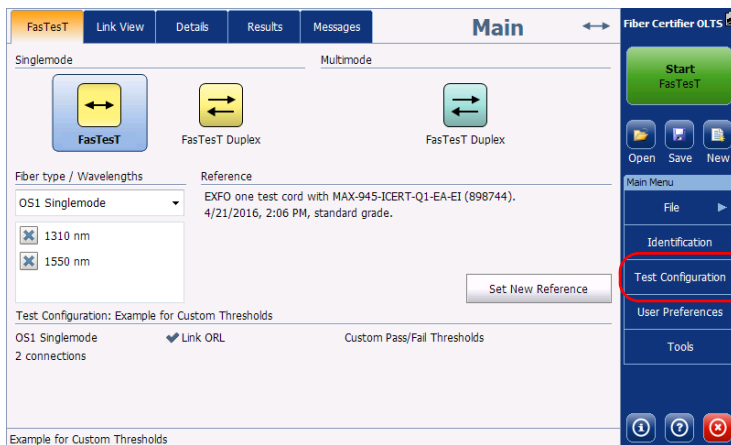 FasTesT
Link View
Details
Results
Messages
Main
Fiber Certifier OLTS
Singlemode
Multimode
FasTesT
FasTesT Duplex
FasTesT Duplex
Fiber type / Wavelengths
Reference
OS1 Singlemode
EXFO one test cord with MAX-945-ICERT-Q1-EA-EI (898744).
4/21/2016, 2:06 PM, standard grade.
1310 nm
1550 nm
Set New Reference
Test Configuration: Example for Custom Thresholds
OS1 Singlemode
Link ORL
Custom Pass/Fail Thresholds
2 connections
Example for Custom Thresholds
Start
FasTesT
Open
Save
New
Main Menu
File
Identification
Test Configuration
User Preferences
Tools